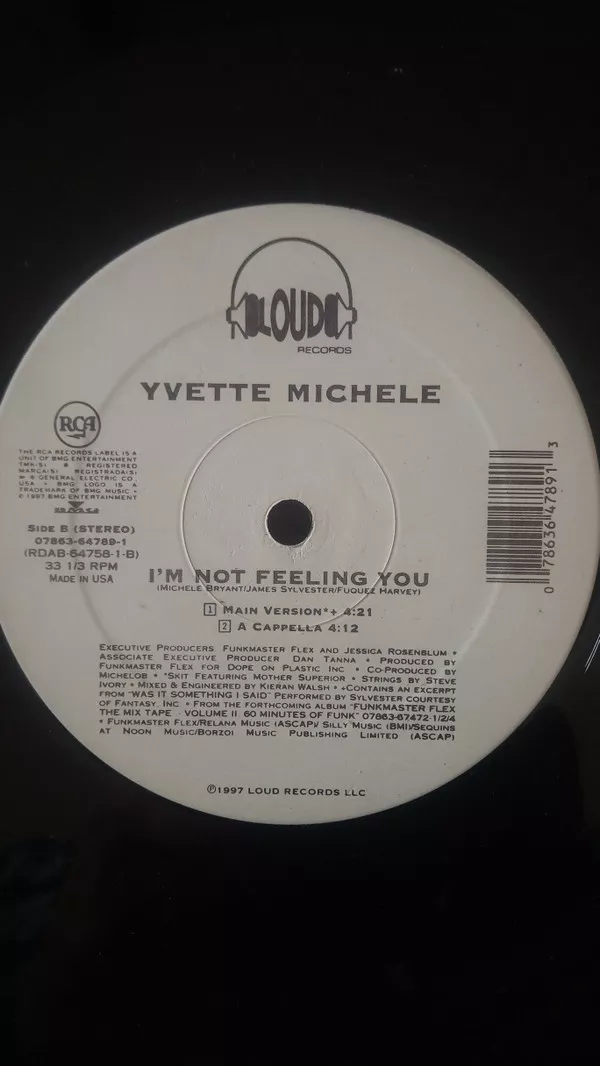 LOUD
RECORDS
YVETTE MICHELE
RCA
THE RCA RECORDS LABEL IS A
UNIT OF BMG ENTERTAINMENT
TMK(S) ® REGISTERED
MARCA(S) REGISTRADA(S)
® GENERAL ELECTRIC CO.,
USA • BMG LOGO IS A
TRADEMARK OF BMG MUSIC •
© 1997 BMG ENTERTAINMENT
BMG
SIDE B (STEREO)
07863-64789-1
(RDAB-64758-1-B)
33 1/3 RPM
MADE IN USA
0 78636 47891 3
I'M NOT FEELING YOU
(MICHELE BRYANT/JAMES SYLVESTER/FUQUEZ HARVEY)
1 MAIN VERSION*+ 4:21
2 A CAPPELLA 4:12
EXECUTIVE PRODUCERS FUNKMASTER FLEX AND JESSICA ROSENBLUM •
ASSOCIATE EXECUTIVE PRODUCER DAN TANNA • PRODUCED BY
FUNKMASTER FLEX FOR DOPE ON PLASTIC INC • CO-PRODUCED BY
MICHELOB • *SKIT FEATURING MOTHER SUPERIOR • STRINGS BY STEVE
IVORY • MIXED & ENGINEERED BY KIERAN WALSH • +CONTAINS AN EXCERPT
FROM "WAS IT SOMETHING I SAID" PERFORMED BY SYLVESTER COURTESY
OF FANTASY, INC • FROM THE FORTHCOMING ALBUM "FUNKMASTER FLEX
THE MIX TAPE - VOLUME II 60 MINUTES OF FUNK" 07863-67472-1/2/4
• FUNKMASTER FLEX/RELANA MUSIC (ASCAP)/ SILLY MUSIC (BMI)/SEQUINS
AT NOON MUSIC/BORZOI MUSIC PUBLISHING LIMITED (ASCAP)
℗1997 LOUD RECORDS LLC